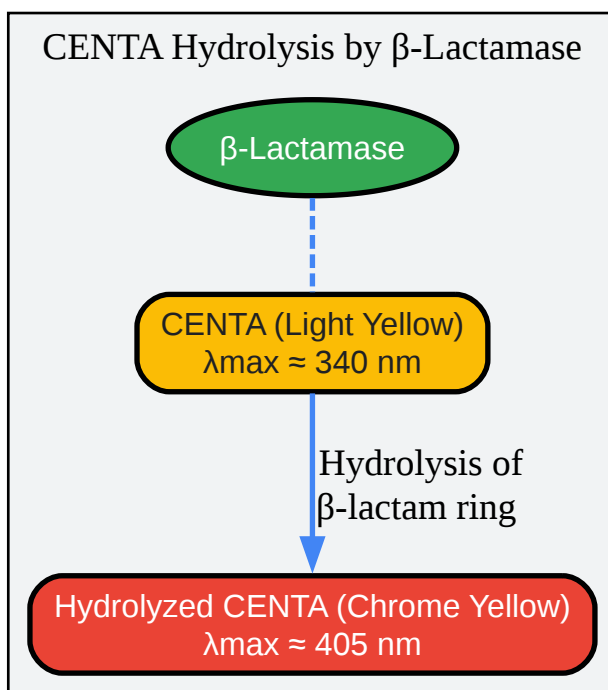 CENTA Hydrolysis by β-Lactamase
β-Lactamase
CENTA (Light Yellow)
λmax ≈ 340 nm
Hydrolysis of
β-lactam ring
Hydrolyzed CENTA (Chrome Yellow)
λmax ≈ 405 nm